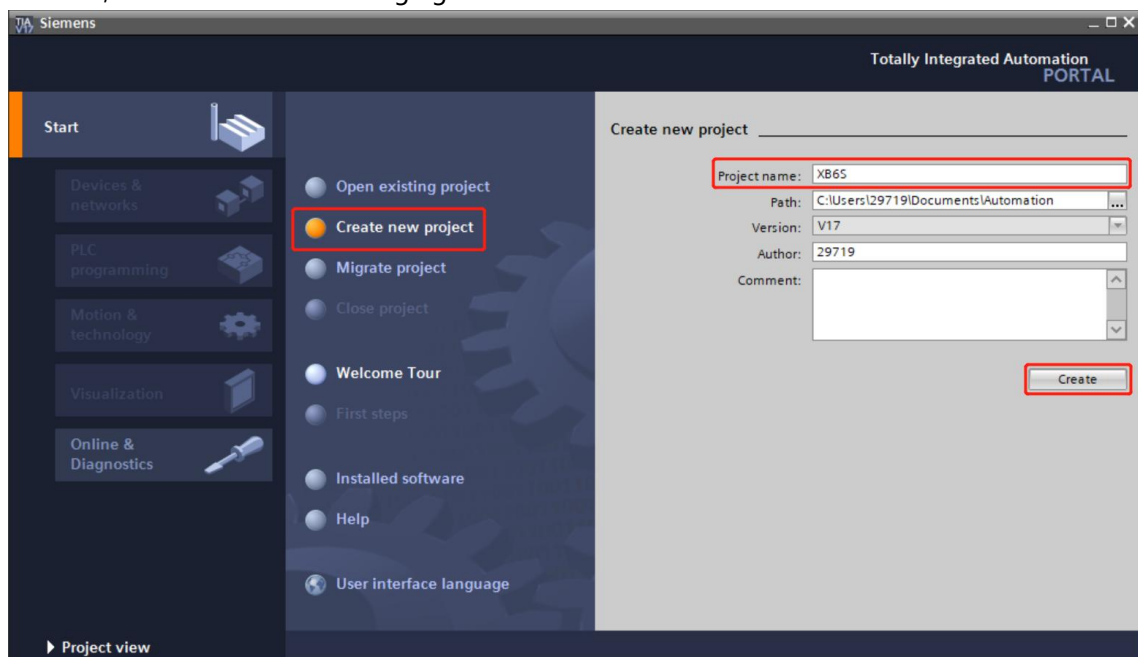 TIA
V17
Siemens
Totally Integrated Automation
PORTAL
Start
Devices &
networks
PLC
programming
Motion &
technology
Visualization
Online &
Diagnostics
Open existing project
Create new project
Migrate project
Close project
Welcome Tour
First steps
Installed software
Help
User interface language
Create new project
Project name: XB6S
Path: C:\Users\29719\Documents\Automation ...
Version: V17
Author: 29719
Comment:
Create
Project view